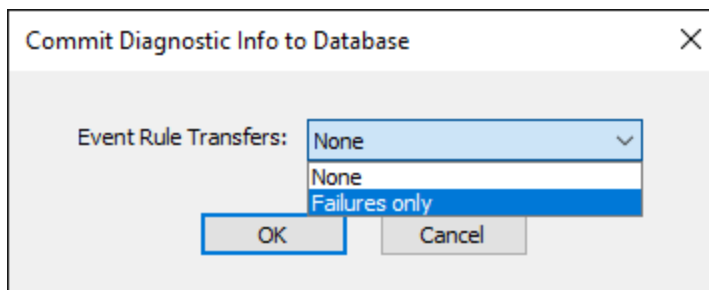 Commit Diagnostic Info to Database
Event Rule Transfers: None
None
Failures only
OK Cancel